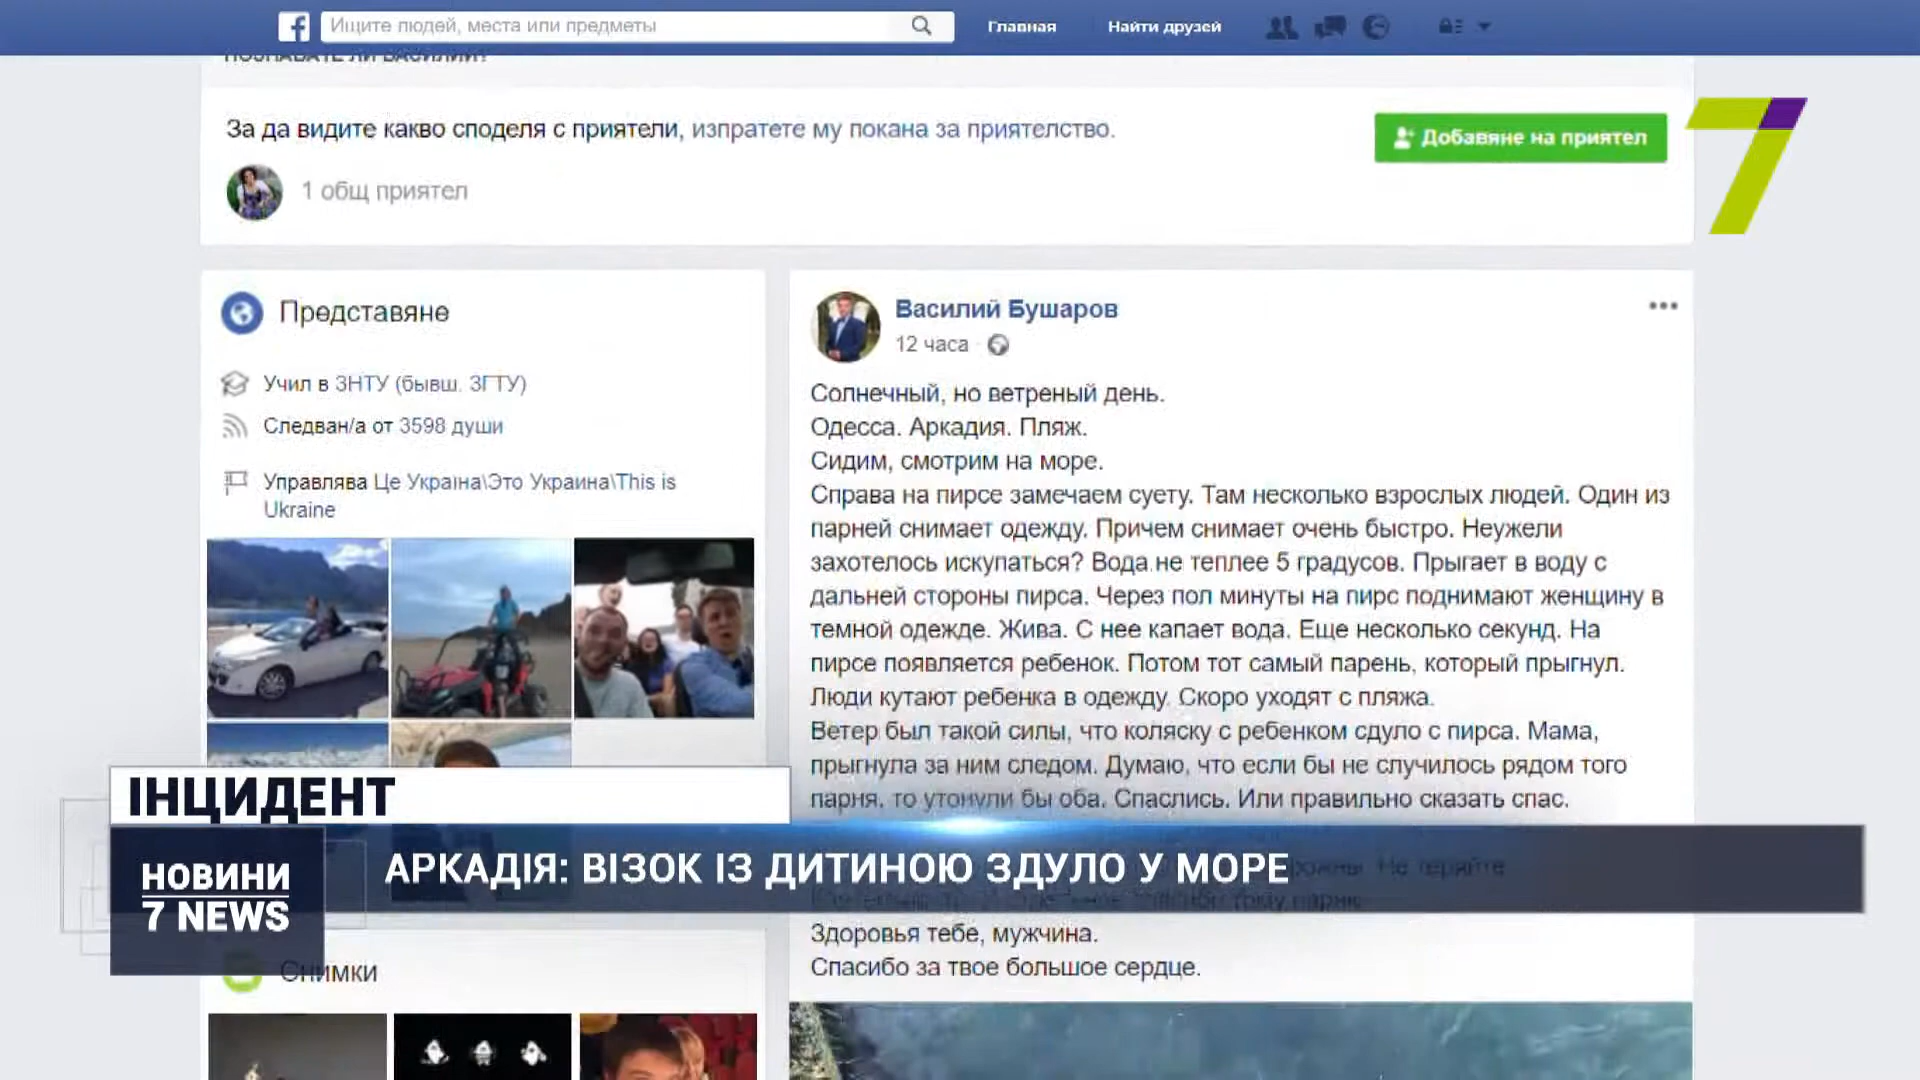 Ищите людей, места или предметы
Главная
Найти друзей
ПОЗНАВАТЕ ЛИ ВАСИЛИЙ?
За да видите какво споделя с приятели, изпратете му покана за приятелство.
Добавяне на приятел
1 общ приятел
7
Представяне
Учил в ЗНТУ (бывш. ЗГТУ)
Следван/а от 3598 души
Управлява Це Україна\Это Украина\This is
Ukraine
Василий Бушаров
12 часа
Солнечный, но ветреный день.
Одесса. Аркадия. Пляж.
Сидим, смотрим на море.
Справа на пирсе замечаем суету. Там несколько взрослых людей. Один из
парней снимает одежду. Причем снимает очень быстро. Неужели
захотелось искупаться? Вода не теплее 5 градусов. Прыгает в воду с
дальней стороны пирса. Через пол минуты на пирс поднимают женщину в
темной одежде. Жива. С нее капает вода. Еще несколько секунд. На
пирсе появляется ребенок. Потом тот самый парень, который прыгнул.
Люди кутают ребенка в одежду. Скоро уходят с пляжа.
Ветер был такой силы, что коляску с ребенком сдуло с пирса. Мама,
прыгнула за ним следом. Думаю, что если бы не случилось рядом того
парня, то утонули бы оба. Спаслись. Или правильно сказать спас.
Не теряйте
Здоровья тебе, мужчина.
Спасибо за твое большое сердце.
ІНЦИДЕНТ
АРКАДІЯ: ВІЗОК ІЗ ДИТИНОЮ ЗДУЛО У МОРЕ
НОВИНИ
7 NEWS
Снимки